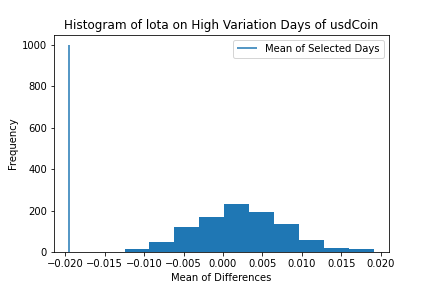 Histogram of Iota on High Variation Days of usdCoin
Mean of Selected Days
Frequency
1000
800
600
400
200
0
−0.020 −0.015 −0.010 −0.005 0.000 0.005 0.010 0.015 0.020
Mean of Differences